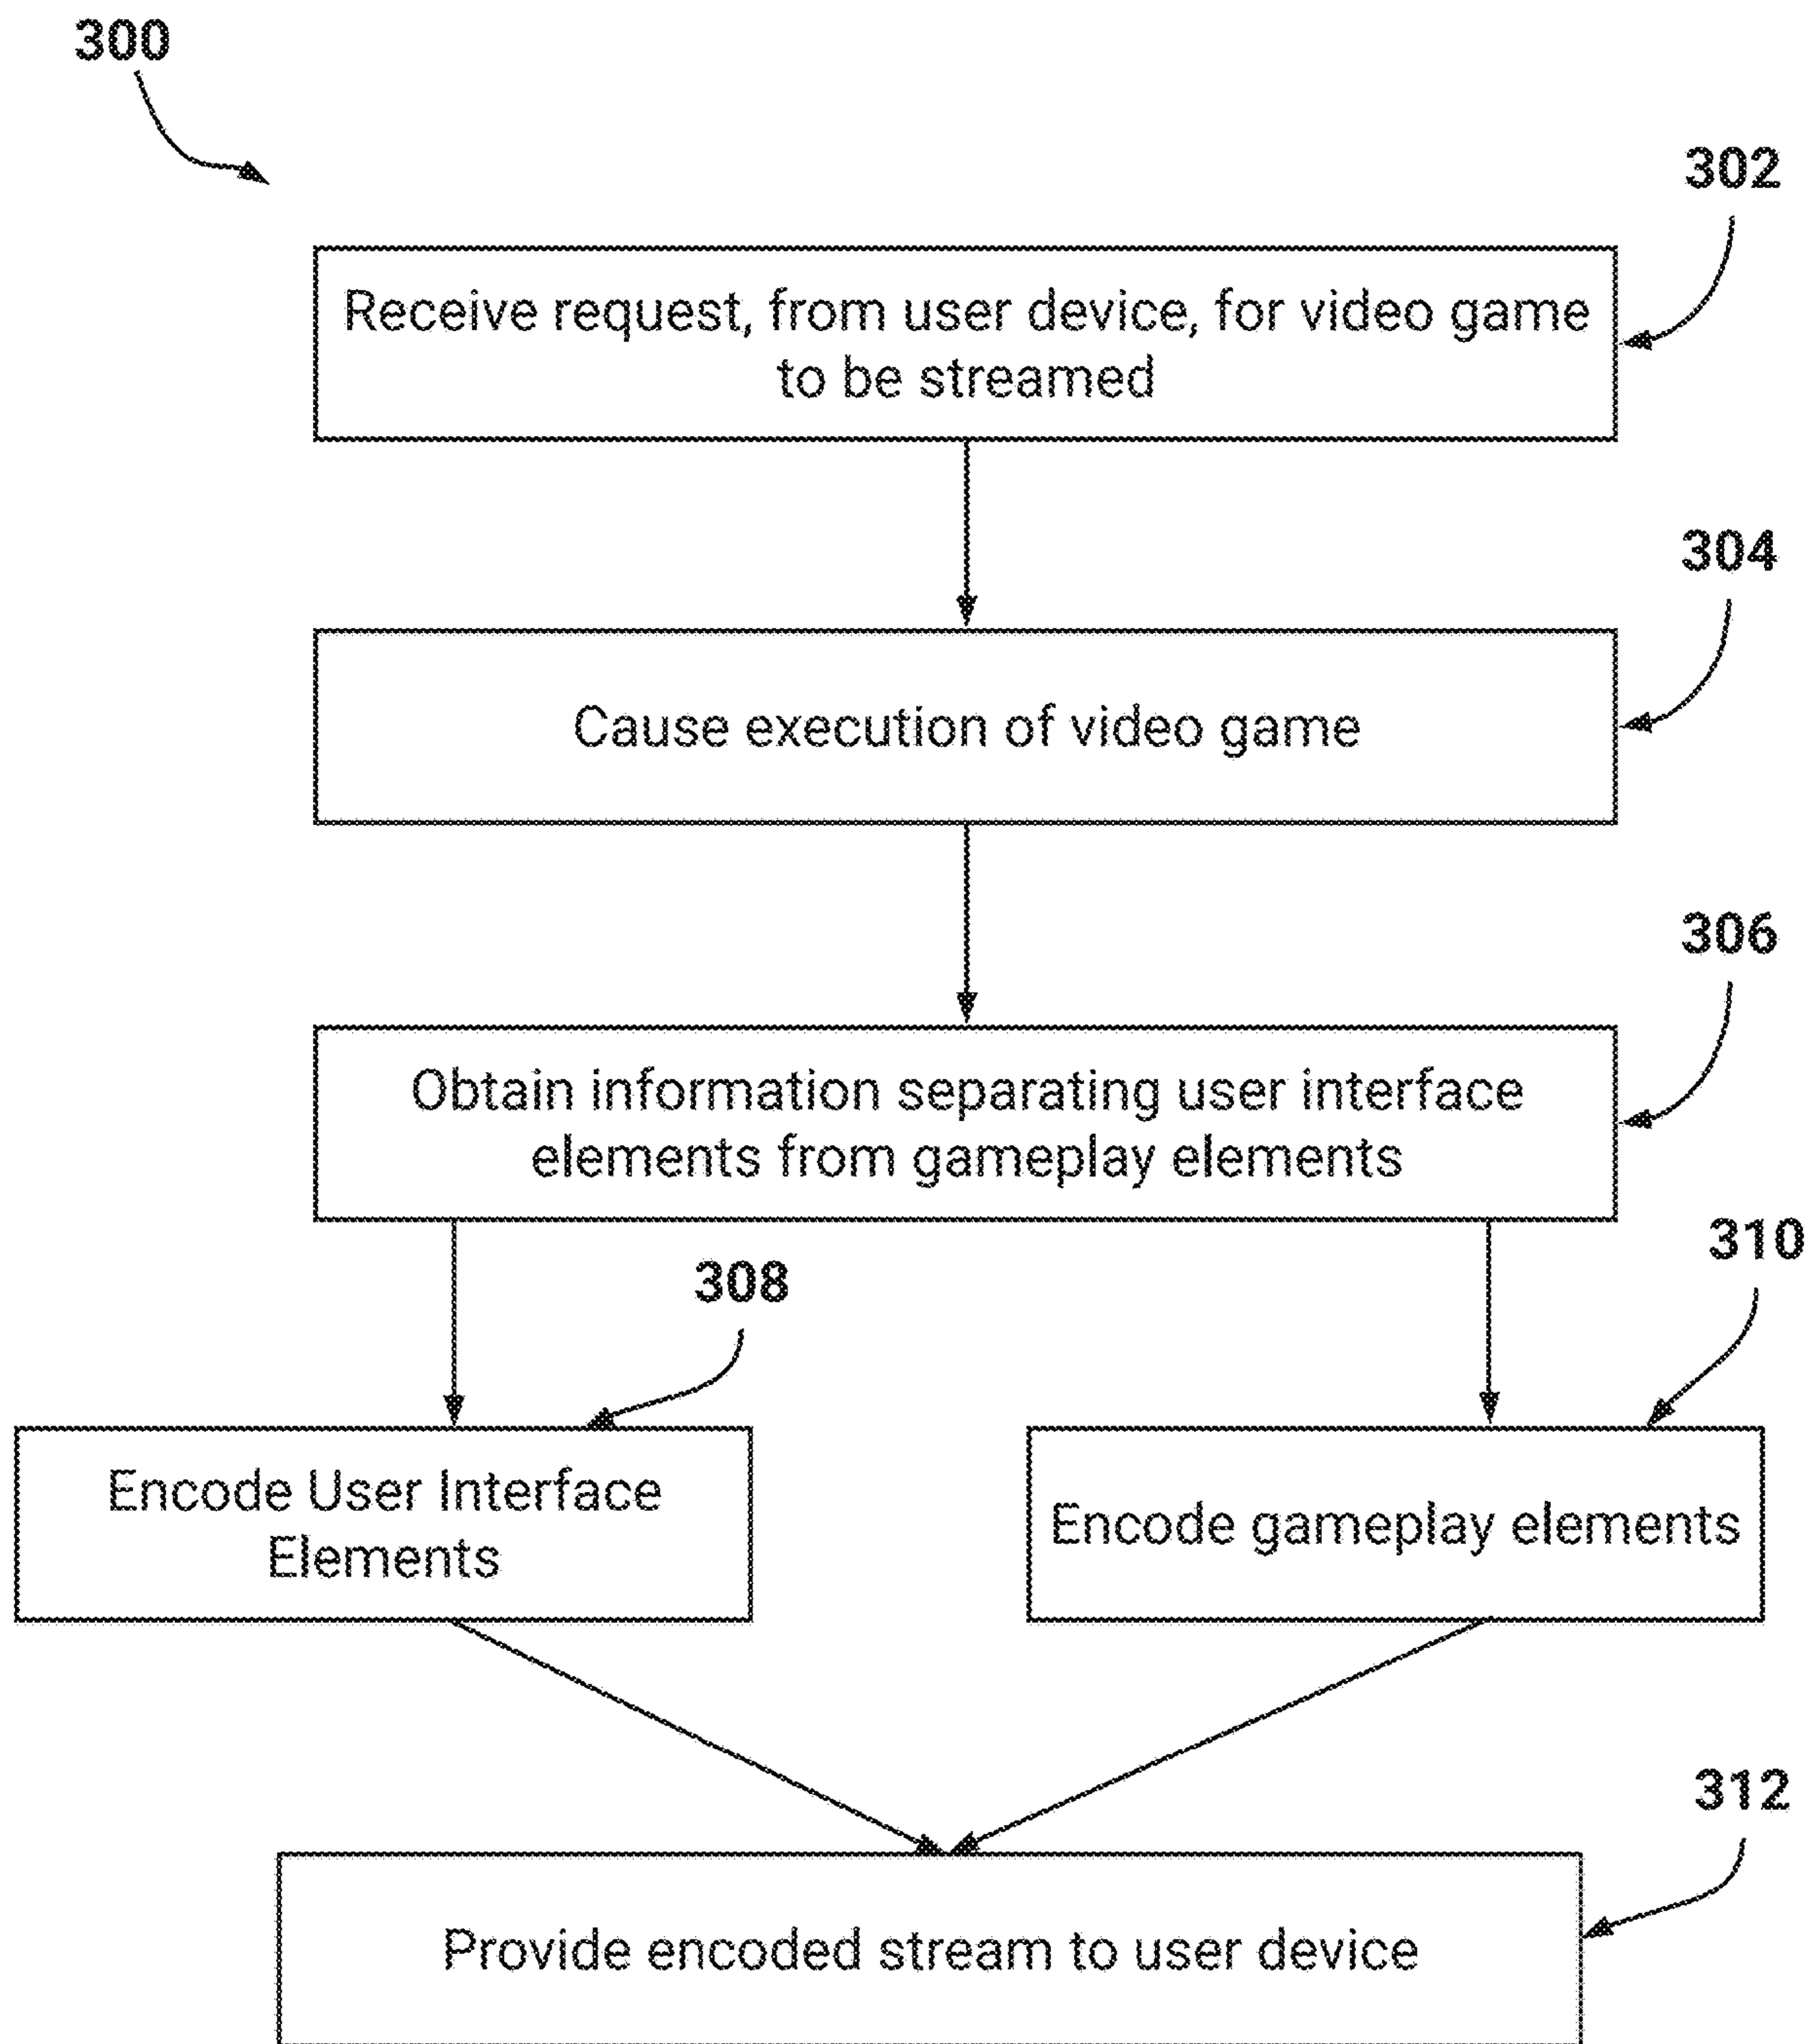 300
302
Receive request, from user device, for video game
to be streamed
304
Cause execution of video game
306
Obtain information separating user interface
elements from gameplay elements
308
310
Encode User Interface
Elements
Encode gameplay elements
312
Provide encoded stream to user device